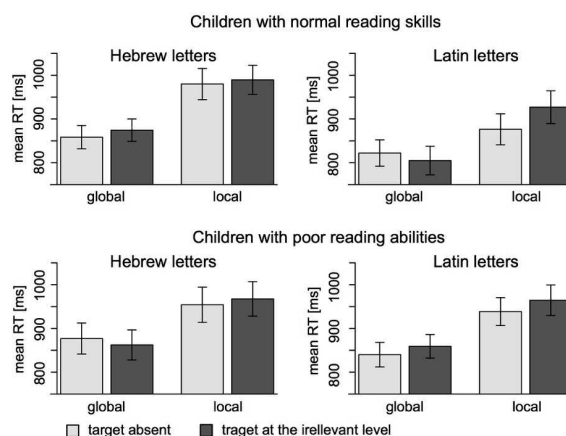 Children with normal reading skills
Hebrew letters
Latin letters
mean RT [ms]
1000
900
800
global
local
mean RT [ms]
1000
900
800
global
local
Children with poor reading abilities
Hebrew letters
Latin letters
mean RT [ms]
1000
900
800
global
local
mean RT [ms]
1000
900
800
global
local
target absent
traget at the irellevant level